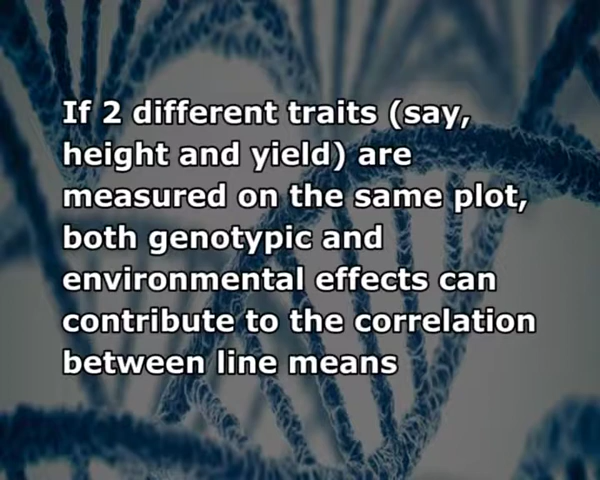 If 2 different traits (say,
height and yield) are
measured on the same plot,
both genotypic and
environmental effects can
contribute to the correlation
between line means